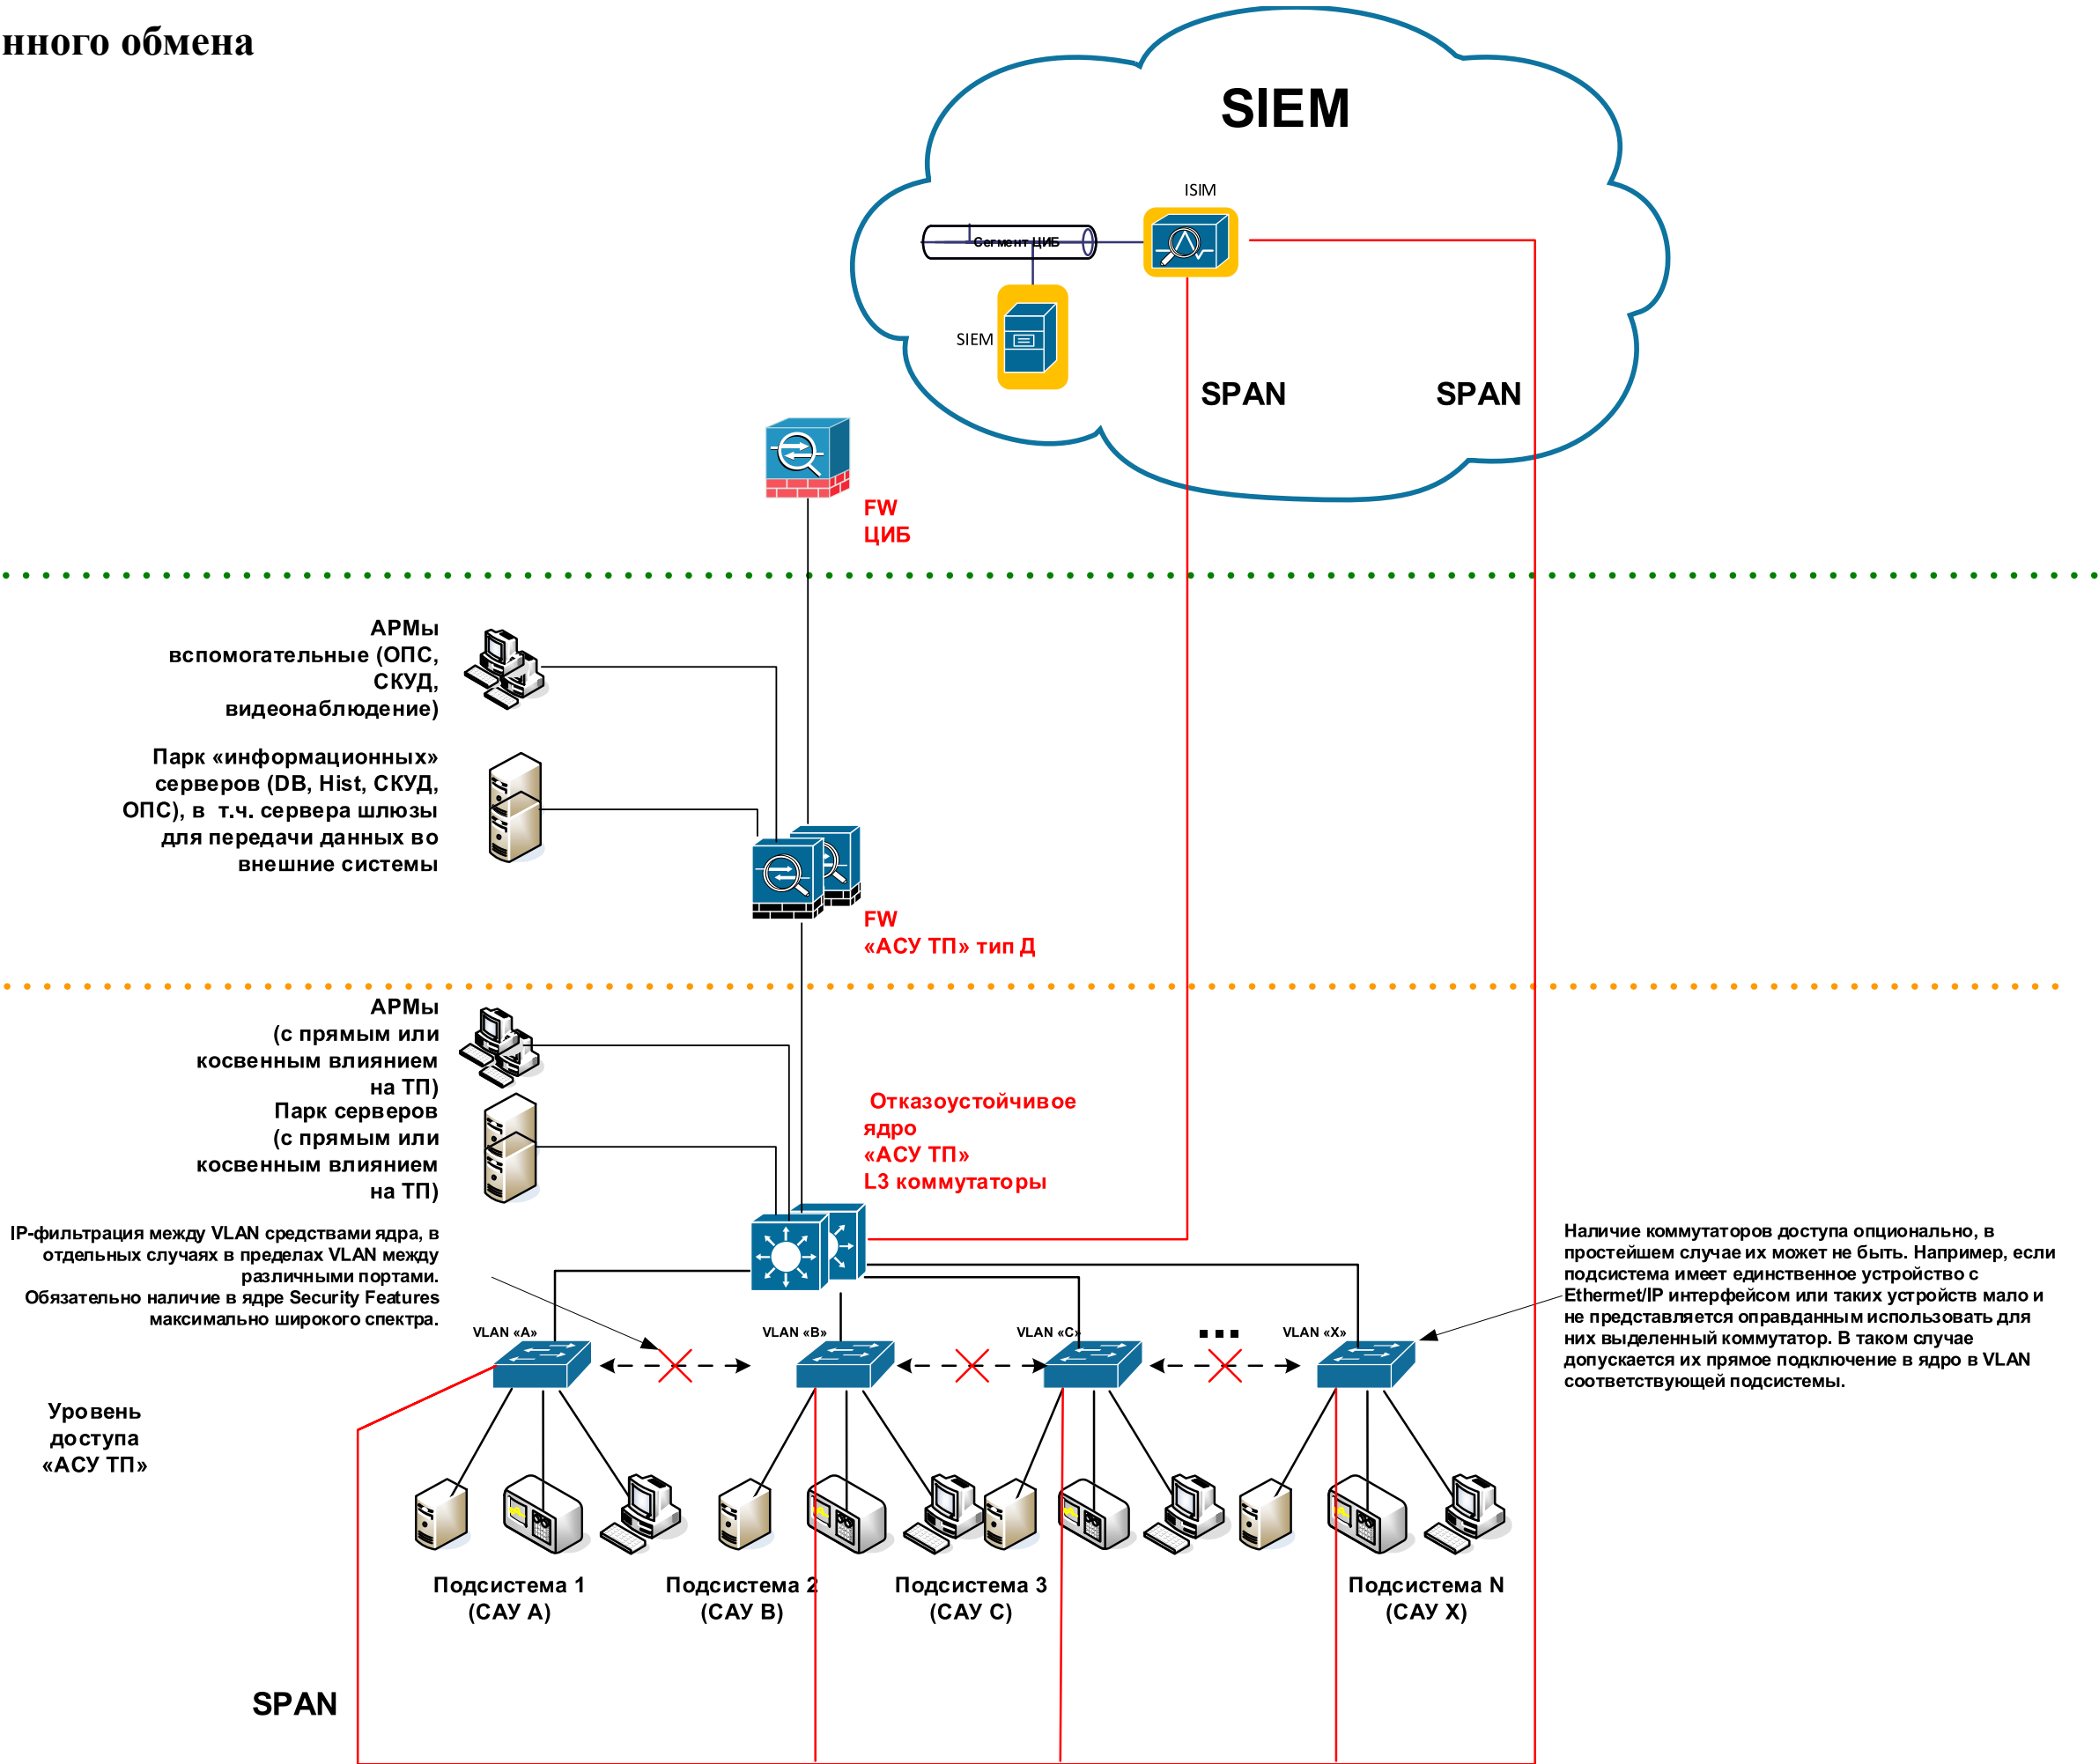 нного обмена
SIEM
ISIM
Сегмент ЦИБ
SIEM
SPAN
SPAN
FW
ЦИБ
АРМы
вспомогательные (ОПС,
СКУД,
видеонаблюдение)
Парк «информационных»
серверов (DB, Hist, СКУД,
ОПС), в т.ч. сервера шлюзы
для передачи данных во
внешние системы
FW
«АСУ ТП» тип Д
АРМы
(с прямым или
косвенным влиянием
на ТП)
Парк серверов
(с прямым или
косвенным влиянием
на ТП)
Отказоустойчивое
ядро
«АСУ ТП»
L3 коммутаторы
IP-фильтрация между VLAN средствами ядра, в
отдельных случаях в пределах VLAN между
различными портами.
Обязательно наличие в ядре Security Features
максимально широкого спектра.
Наличие коммутаторов доступа опционально, в
простейшем случае их может не быть. Например, если
подсистема имеет единственное устройство с
Ethermet/IP интерфейсом или таких устройств мало и
не представляется оправданным использовать для
них выделенный коммутатор. В таком случае
допускается их прямое подключение в ядро в VLAN
соответствующей подсистемы.
VLAN «А»
VLAN «В»
VLAN «С»
...
VLAN «Х»
Уровень
доступа
«АСУ ТП»
Подсистема 1
(САУ А)
Подсистема 2
(САУ В)
Подсистема 3
(САУ С)
Подсистема N
(САУ Х)
SPAN